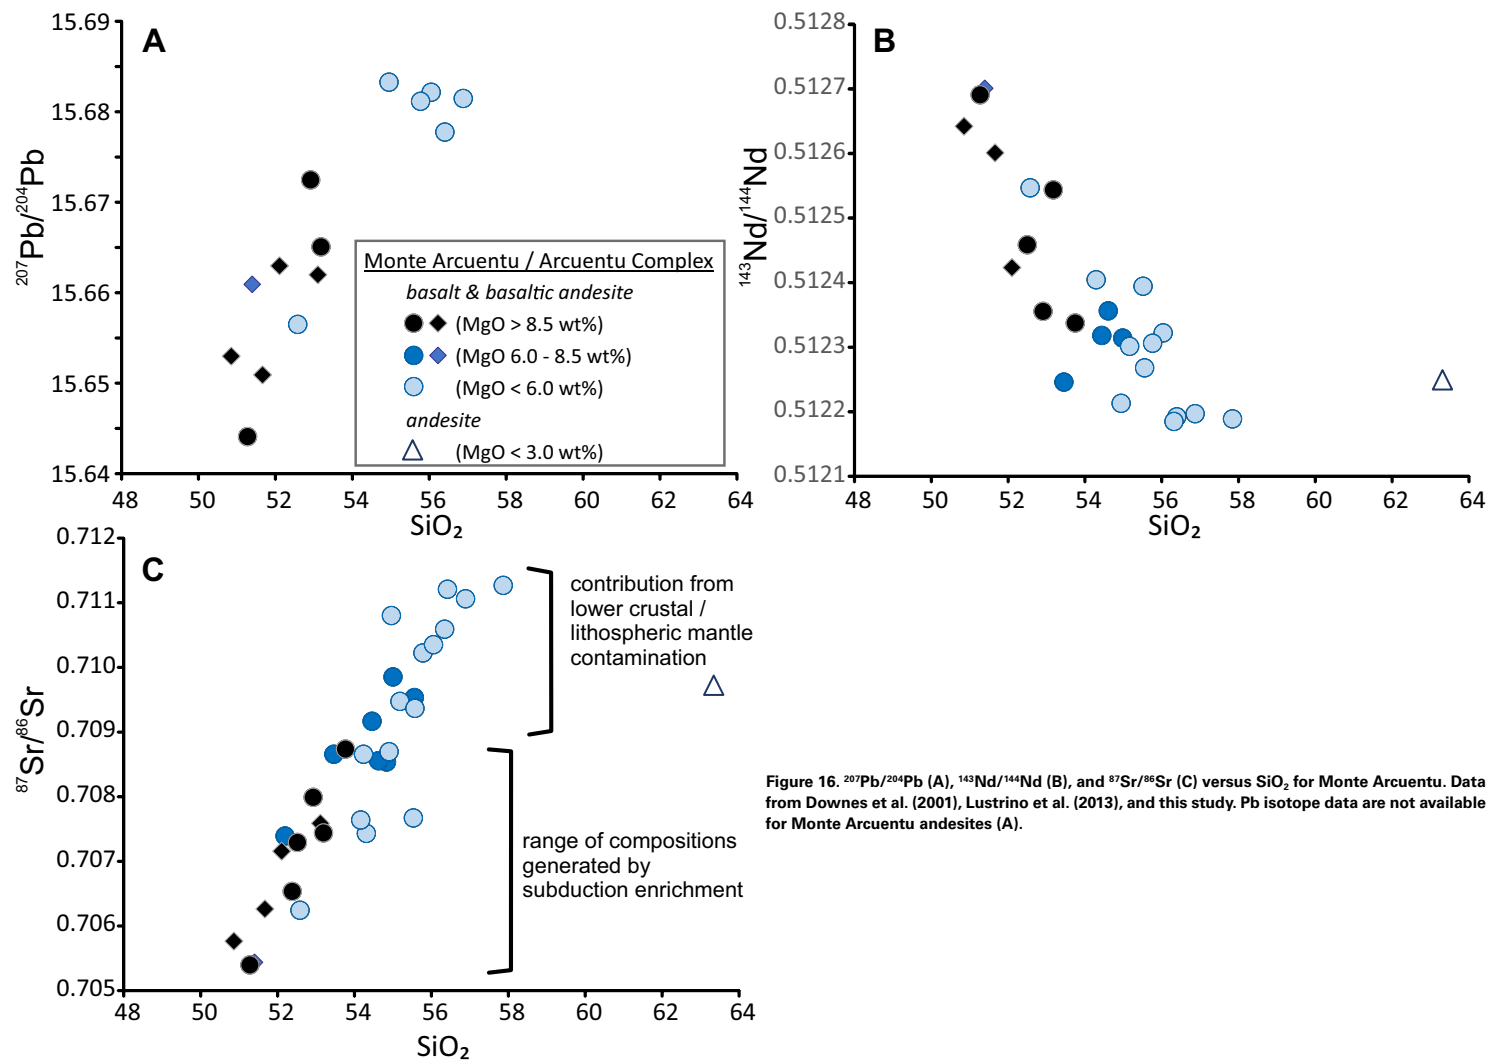 A
15.69
15.68
15.67
15.66
15.65
15.64
²⁰⁷Pb/²⁰⁴Pb
48 50 52 54 56 58 60 62 64
SiO₂
Monte Arcuentu / Arcuentu Complex
basalt & basaltic andesite
(MgO > 8.5 wt%)
(MgO 6.0 - 8.5 wt%)
(MgO < 6.0 wt%)
andesite
(MgO < 3.0 wt%)
B
0.5128
0.5127
0.5126
0.5125
0.5124
0.5123
0.5122
0.5121
¹⁴³Nd/¹⁴⁴Nd
48 50 52 54 56 58 60 62 64
SiO₂
C
0.712
0.711
0.710
0.709
0.708
0.707
0.706
0.705
⁸⁷Sr/⁸⁶Sr
48 50 52 54 56 58 60 62 64
SiO₂
contribution from
lower crustal /
lithospheric mantle
contamination
range of compositions
generated by
subduction enrichment
Figure 16. ²⁰⁷Pb/²⁰⁴Pb (A), ¹⁴³Nd/¹⁴⁴Nd (B), and ⁸⁷Sr/⁸⁶Sr (C) versus SiO₂ for Monte Arcuentu. Data
from Downes et al. (2001), Lustrino et al. (2013), and this study. Pb isotope data are not available
for Monte Arcuentu andesites (A).